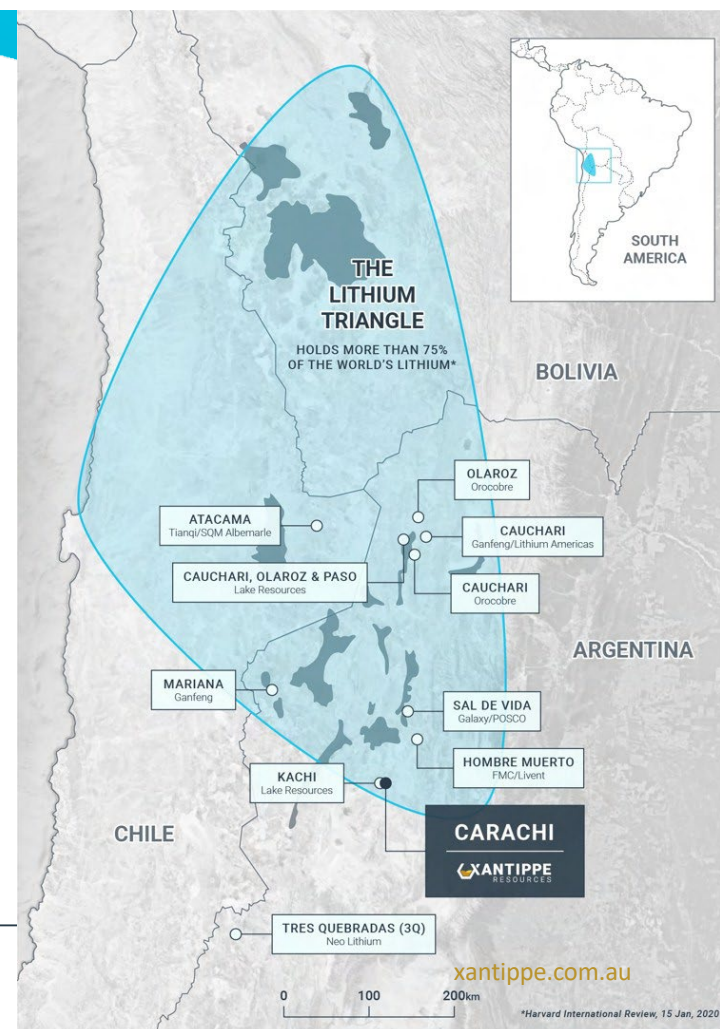 SOUTH
AMERICA
THE
LITHIUM
TRIANGLE
HOLDS MORE THAN 75%
OF THE WORLD'S LITHIUM*
BOLIVIA
OLAROZ
Orocobre
ATACAMA
Tianqi/SQM Albemarle
CAUCHARI
Ganfeng/Lithium Americas
CAUCHARI, OLAROZ & PASO
Lake Resources
CAUCHARI
Orocobre
ARGENTINA
MARIANA
Ganfeng
SAL DE VIDA
Galaxy/POSCO
HOMBRE MUERTO
FMC/Livent
KACHI
Lake Resources
CHILE
CARACHI
XANTIPPE
RESOURCES
TRES QUEBRADAS (3Q)
Neo Lithium
xantippe.com.au
0 100 200km
*Harvard International Review, 15 Jan, 2020